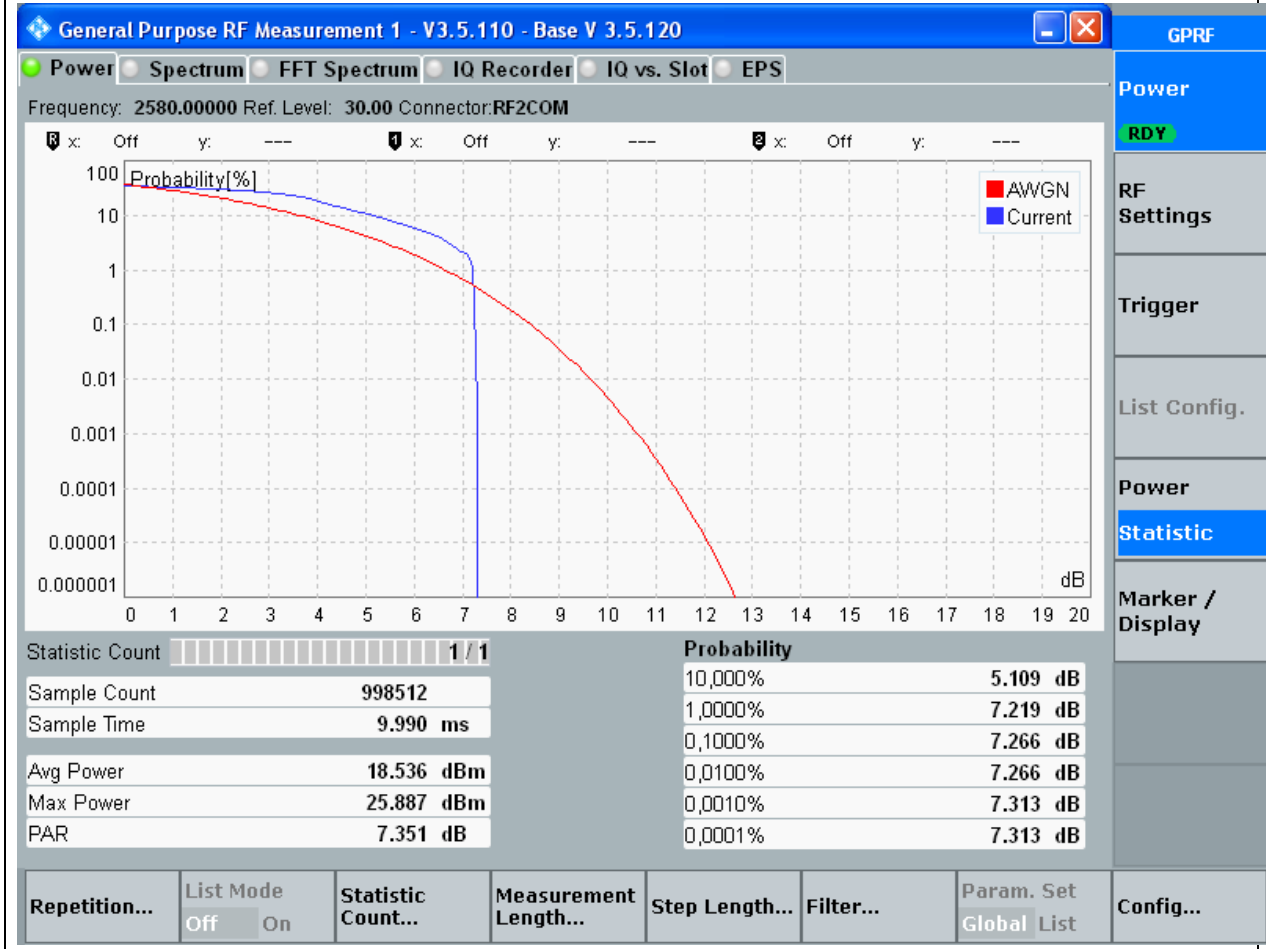 General Purpose RF Measurement 1 - V3.5.110 - Base V 3.5.120
GPRF
Power Spectrum FFT Spectrum IQ Recorder IQ vs. Slot EPS
Power
RDY
Frequency: 2580.00000 Ref. Level: 30.00 Connector:RF2COM
R x: Off y: --- 1 x: Off y: --- 2 x: Off y: ---
Probability[%]
AWGN
Current
100
10
1
0.1
0.01
0.001
0.0001
0.00001
0.000001
dB
0 1 2 3 4 5 6 7 8 9 10 11 12 13 14 15 16 17 18 19 20
RF Settings
Trigger
List Config.
Power
Statistic
Marker / Display
Statistic Count 1 / 1
Sample Count 998512
Sample Time 9.990 ms
Avg Power 18.536 dBm
Max Power 25.887 dBm
PAR 7.351 dB
Probability
10,000% 5.109 dB
1,0000% 7.219 dB
0,1000% 7.266 dB
0,0100% 7.266 dB
0,0010% 7.313 dB
0,0001% 7.313 dB
Repetition...
List Mode
Off On
Statistic Count...
Measurement Length...
Step Length...
Filter...
Param. Set
Global List
Config...